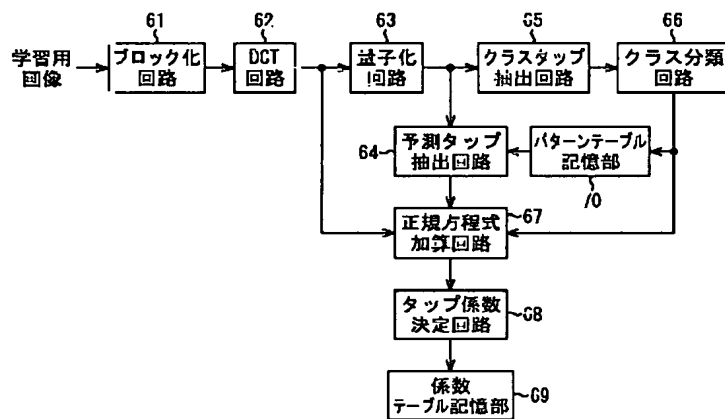 61
62
63
65
66
学習用
画像
ブロック化
回路
DCT
回路
量子化
回路
クラスタップ
抽出回路
クラス分類
回路
64
予測タップ
抽出回路
パターンテーブル
記憶部
70
67
正規方程式
加算回路
タップ係数
決定回路
68
係数
テーブル記憶部
69